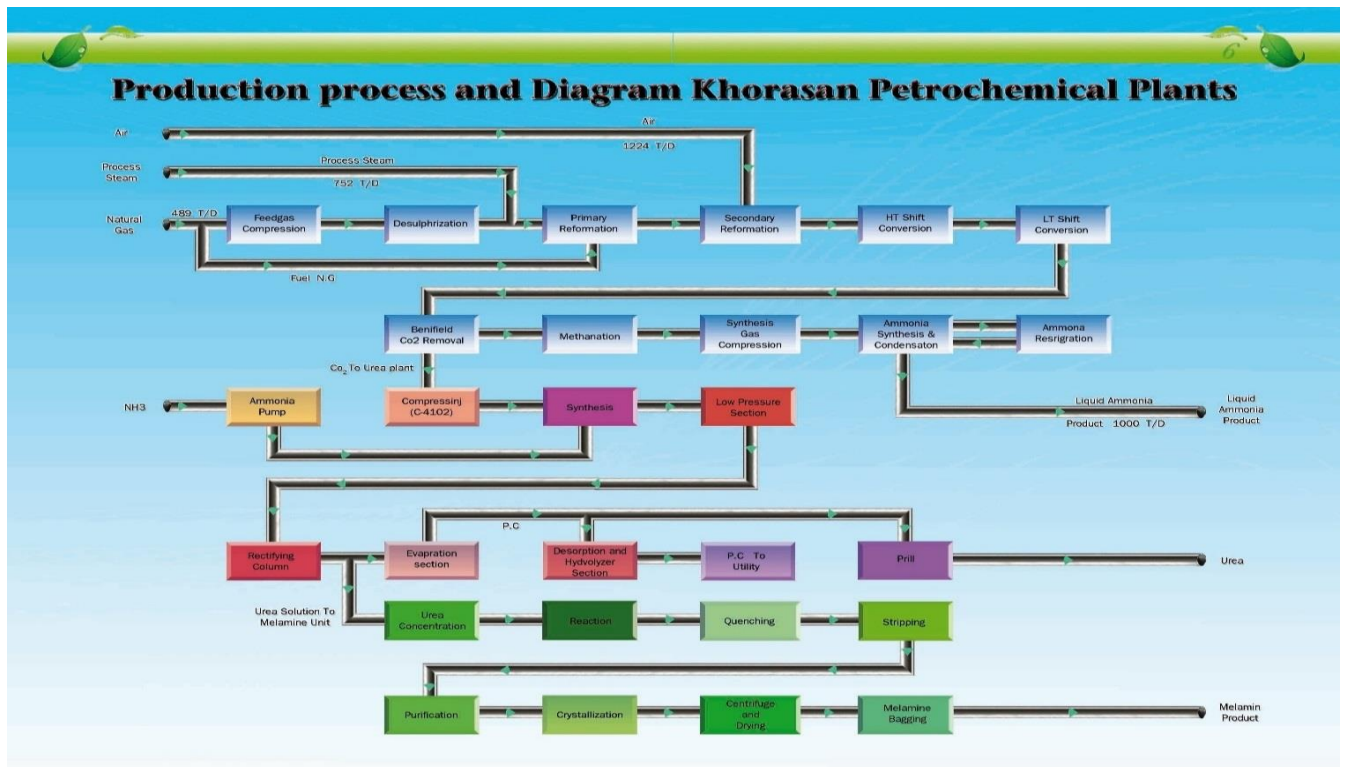 6
Production process and Diagram Khorasan Petrochemical Plants
Air
Air
1224 T/D
Process
Steam
Process Steam
752 T/D
Natural
Gas
489 T/D
Feedgas
Compression
Desulphrization
Primary
Reformation
Secondary
Reformation
HT Shift
Conversion
LT Shift
Conversion
Fuel N.G
Benifield
Co2 Removal
Methanation
Synthesis
Gas
Compression
Ammonia
Synthesis &
Condensaton
Ammona
Resrigration
Co2 To Urea plant
NH3
Ammonia
Pump
Compressinj
(C-4102)
Synthesis
Low Pressure
Section
Liquid Ammonia
Product 1000 T/D
Liquid
Ammonia
Product
P.C
Rectifying
Column
Evapration
section
Desorption and
Hydvolyzer
Section
P.C To
Utility
Prill
Urea
Urea Solution To
Melamine Unit
Urea
Concentration
Reaction
Quenching
Stripping
Purification
Crystallization
Centrifuge
and
Drying
Melamine
Bagging
Melamin
Product